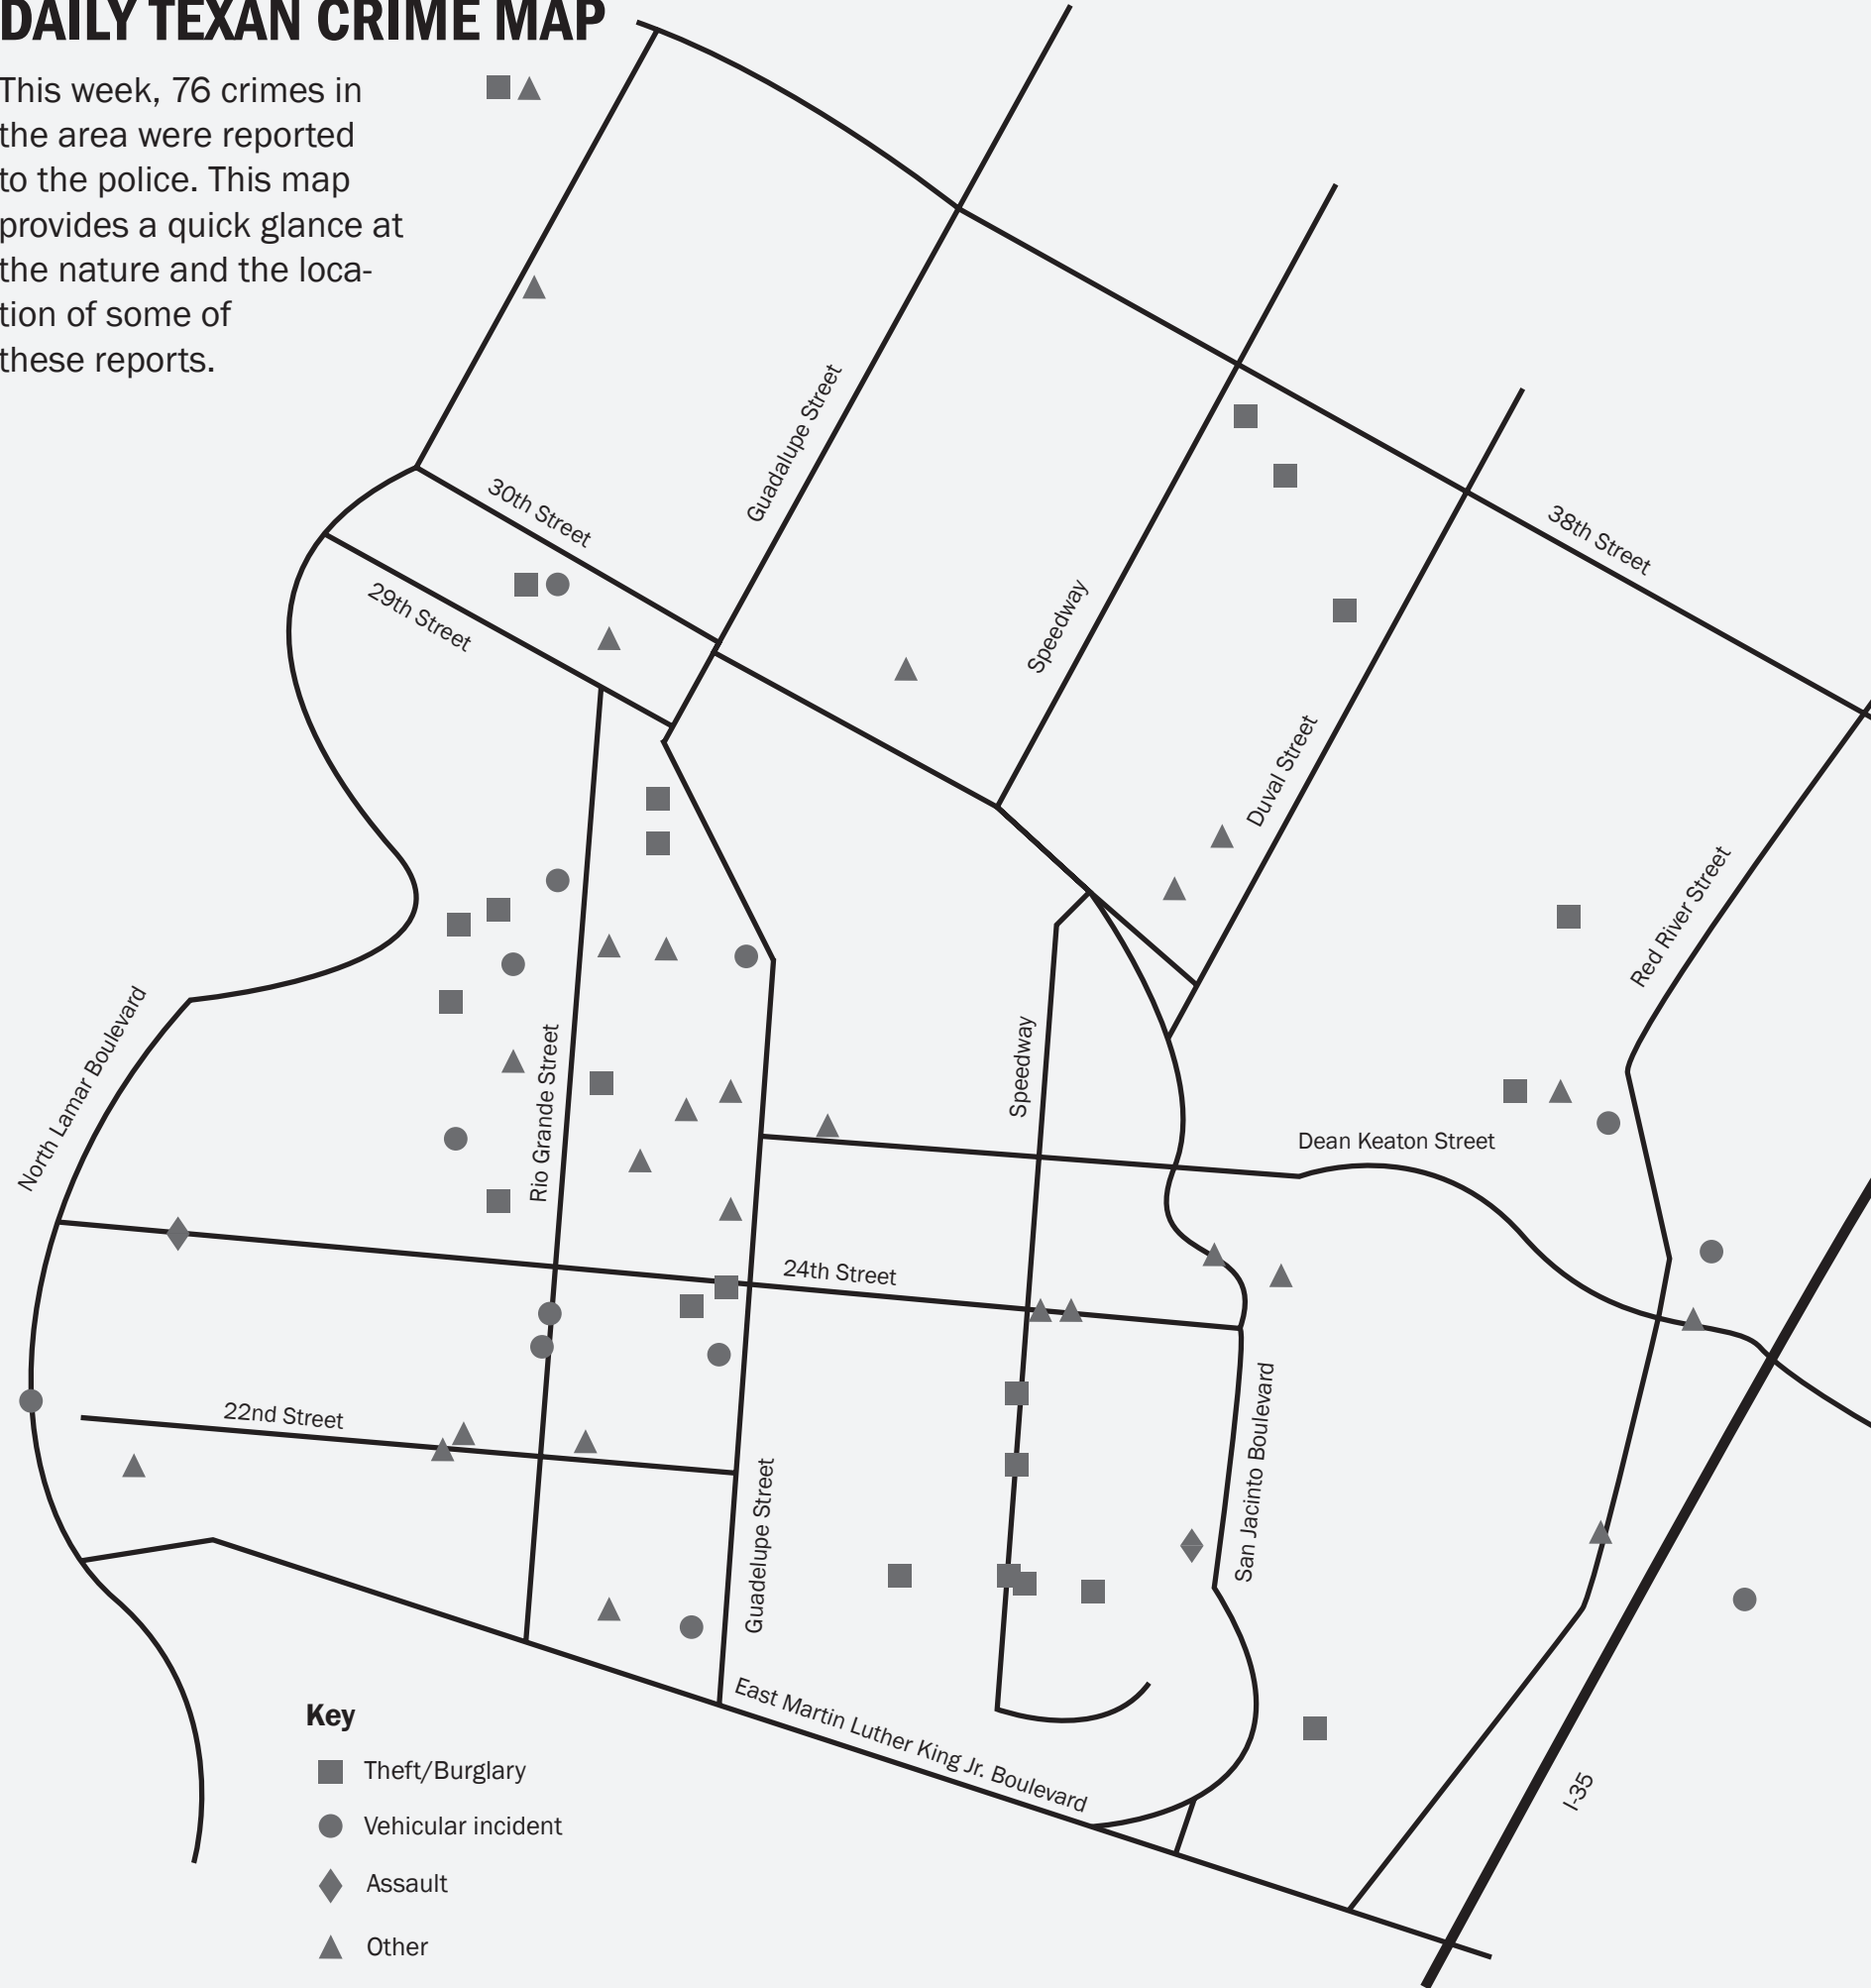 DAILY TEXAN CRIME MAP
This week, 76 crimes in
the area were reported
to the police. This map
provides a quick glance at
the nature and the loca-
tion of some of
these reports.
Guadalupe Street
30th Street
38th Street
29th Street
Speedway
Duval Street
Red River Street
North Lamar Boulevard
Rio Grande Street
Speedway
Dean Keaton Street
24th Street
22nd Street
San Jacinto Boulevard
Guadelupe Street
East Martin Luther King Jr. Boulevard
I-35
Key
Theft/Burglary
Vehicular incident
Assault
Other